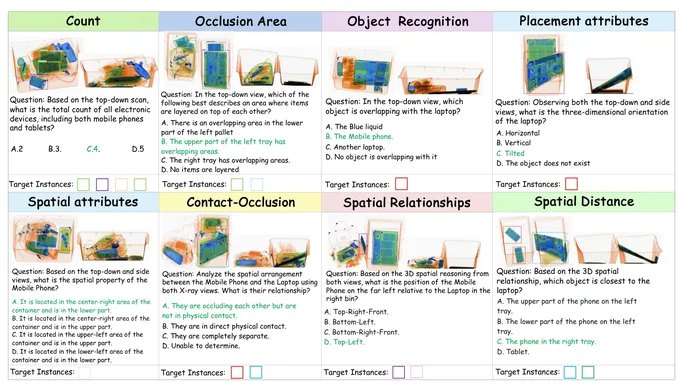 Count
Occlusion Area
Object Recognition
Placement attributes
Question: Based on the top-down scan,
what is the total count of all electronic
devices, including both mobile phones
and tablets?
A.2 B.3. C.4. D.5
Target Instances:
Question: In the top-down view, which of the
following best describes an area where items
are layered on top of each other?
A. There is an overlapping area in the lower
part of the left pallet
B. The upper part of the left tray has
overlapping areas.
C. The right tray has overlapping areas.
D. No items are layered
Target Instances:
Question: In the top-down view, which
object is overlapping with the laptop?
A. The Blue liquid
B. The Mobile phone.
C. Another laptop.
D. No object is overlapping with it
Target Instances:
Question: Observing both the top-down and side
views, what is the three-dimensional orientation
of the laptop?
A. Horizontal
B. Vertical
C. Tilted
D. The object does not exist
Target Instances:
Spatial attributes
Contact-Occlusion
Spatial Relationships
Spatial Distance
Question: Based on the top-down and side
views, what is the spatial property of the
Mobile Phone?
A. It is located in the center-right area of the
container and is in the lower part.
B. It is located in the center-right area of the
container and is in the upper part.
C. It is located in the upper-left area of the
container and is in the upper part.
D. It is located in the lower-left area of the
container and is in the lower part.
Target Instances:
Question: Analyze the spatial arrangement
between the Mobile Phone and the Laptop using
both X-ray views. What is their relationship?
A. They are occluding each other but are
not in physical contact.
B. They are in direct physical contact.
C. They are completely separate.
D. Unable to determine.
Target Instances:
Question: Based on the 3D spatial reasoning from
both views, what is the position of the Mobile
Phone on the far left relative to the Laptop in the
right bin?
A. Top-Right-Front.
B. Bottom-Left.
C. Bottom-Right-Front.
D. Top-Left.
Target Instances:
Question: Based on the 3D spatial
relationship, which object is closest to the
laptop?
A. The upper part of the phone on the left
tray.
B. The lower part of the phone on the left
tray.
C. The phone in the right tray.
D. Tablet.
Target Instances: